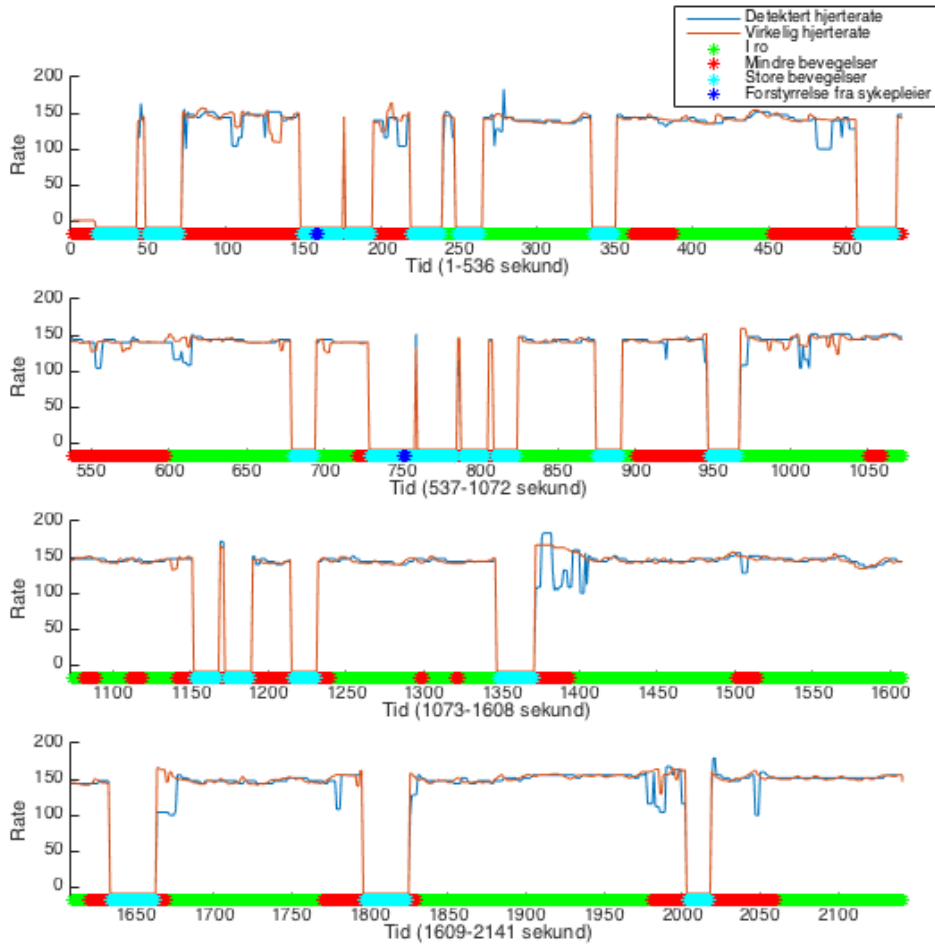 Detektert hjerterate
Virkelig hjerterate
I ro
Mindre bevegelser
Store bevegelser
Forstyrrelse fra sykepleier
200
150
100
50
0
Rate
0 50 100 150 200 250 300 350 400 450 500
Tid (1-536 sekund)
200
150
100
50
0
Rate
550 600 650 700 750 800 850 900 950 1000 1050
Tid (537-1072 sekund)
200
150
100
50
0
Rate
1100 1150 1200 1250 1300 1350 1400 1450 1500 1550 1600
Tid (1073-1608 sekund)
200
150
100
50
0
Rate
1650 1700 1750 1800 1850 1900 1950 2000 2050 2100
Tid (1609-2141 sekund)